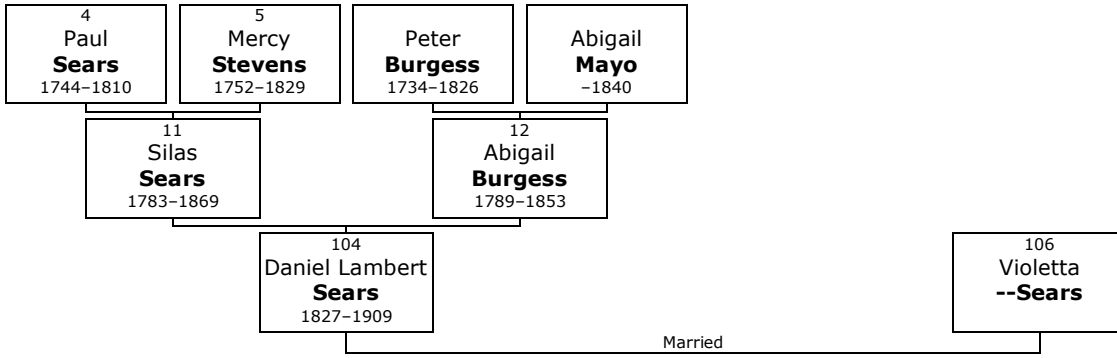 4
Paul
Sears
1744–1810
5
Mercy
Stevens
1752–1829
Peter
Burgess
1734–1826
Abigail
Mayo
–1840
11
Silas
Sears
1783–1869
12
Abigail
Burgess
1789–1853
104
Daniel Lambert
Sears
1827–1909
106
Violetta
--Sears
Married